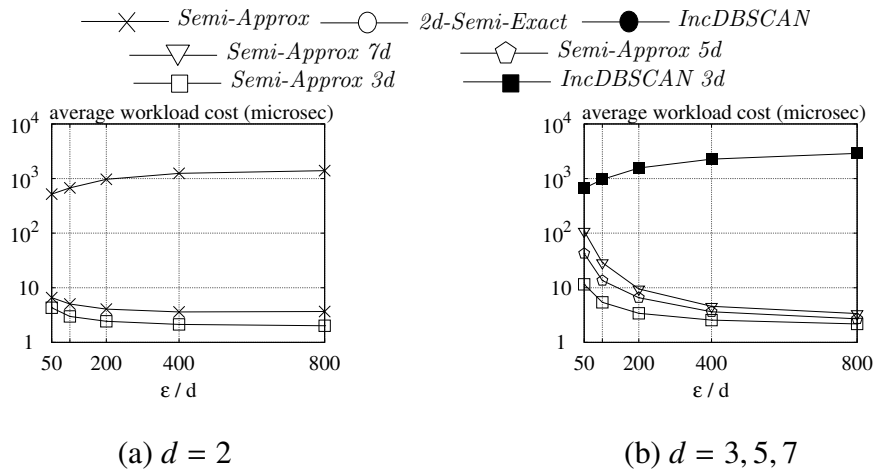 Semi-Approx 2d-Semi-Exact IncDBSCAN
Semi-Approx 7d Semi-Approx 5d
Semi-Approx 3d IncDBSCAN 3d
average workload cost (microsec)
10^4
10^3
10^2
10
1
50 200 400 800
ε / d
(a) d = 2
average workload cost (microsec)
10^4
10^3
10^2
10
1
50 200 400 800
ε / d
(b) d = 3, 5, 7